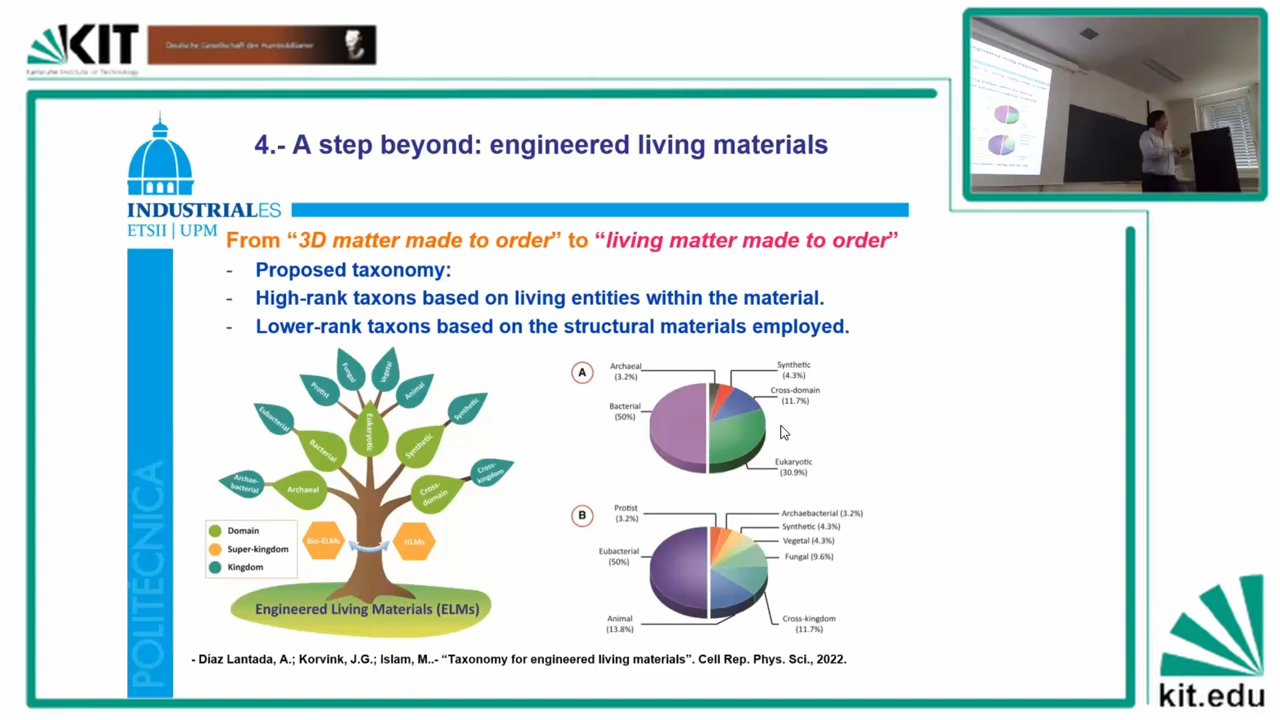 KIT
Karlsruhe Institute of Technology
Deutsche Gesellschaft der Humboldtianer
4.- A step beyond: engineered living materials
INDUSTRIALES
ETSII | UPM
POLITÉCNICA
From “3D matter made to order” to “living matter made to order”
- Proposed taxonomy:
- High-rank taxons based on living entities within the material.
- Lower-rank taxons based on the structural materials employed.
Fungal
Vegetal
Protist
Animal
Eubacterial
Synthetic
Eukaryotic
Bacterial
Synthetic
Archae-
bacterial
Archaeal
Cross-
domain
Cross-
kingdom
Domain
Super-kingdom
Kingdom
Bio-ELMs
HLMs
Engineered Living Materials (ELMs)
A
Archaeal
(3.2%)
Synthetic
(4.3%)
Cross-domain
(11.7%)
Bacterial
(50%)
Eukaryotic
(30.9%)
B
Protist
(3.2%)
Archaebacterial (3.2%)
Synthetic (4.3%)
Vegetal (4.3%)
Fungal (9.6%)
Eubacterial
(50%)
Animal
(13.8%)
Cross-kingdom
(11.7%)
- Díaz Lantada, A.; Korvink, J.G.; Islam, M..- “Taxonomy for engineered living materials”. Cell Rep. Phys. Sci., 2022.
kit.edu